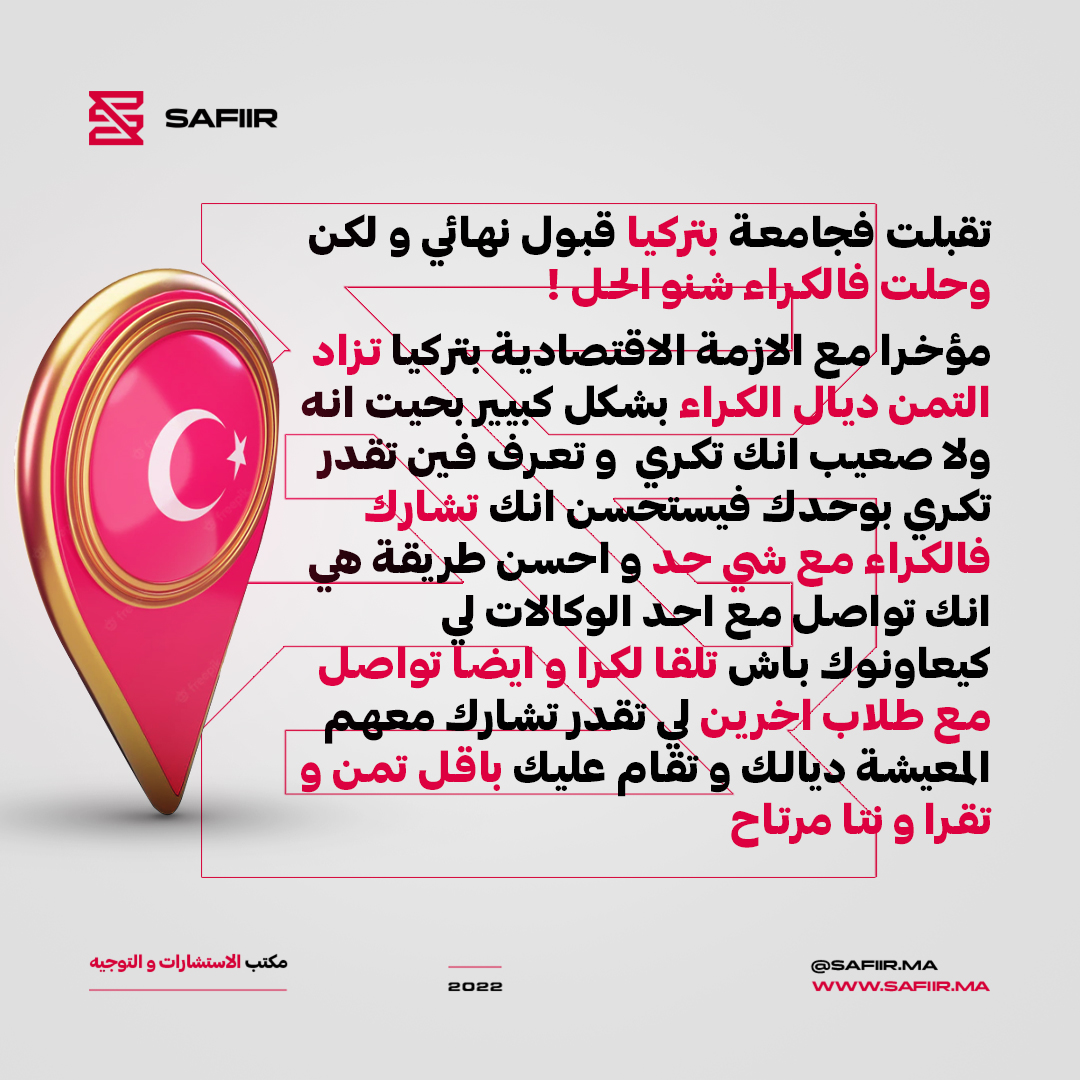 SAFIIR
تقبلت فجامعة بتركيا قبول نهائي و لكن
وحلت فالكراء شنو الحل !
مؤخرا مع الازمة الاقتصادية بتركيا تزاد
التمن ديال الكراء بشكل كبيير بحيت انه
ولا صعيب انك تكري و تعرف فين تقدر
تكري بوحدك فيستحسن انك تشارك
فالكراء مع شي حد و احسن طريقة هي
انك تواصل مع احد الوكالات لي
كيعاونوك باش تلقا لكرا و ايضا تواصل
مع طلاب اخرين لي تقدر تشارك معهم
المعيشة ديالك و تقام عليك باقل تمن و
تقرا و نتا مرتاح
مكتب الاستشارات و التوجيه
2022
@SAFIIR.MA
WWW.SAFIIR.MA